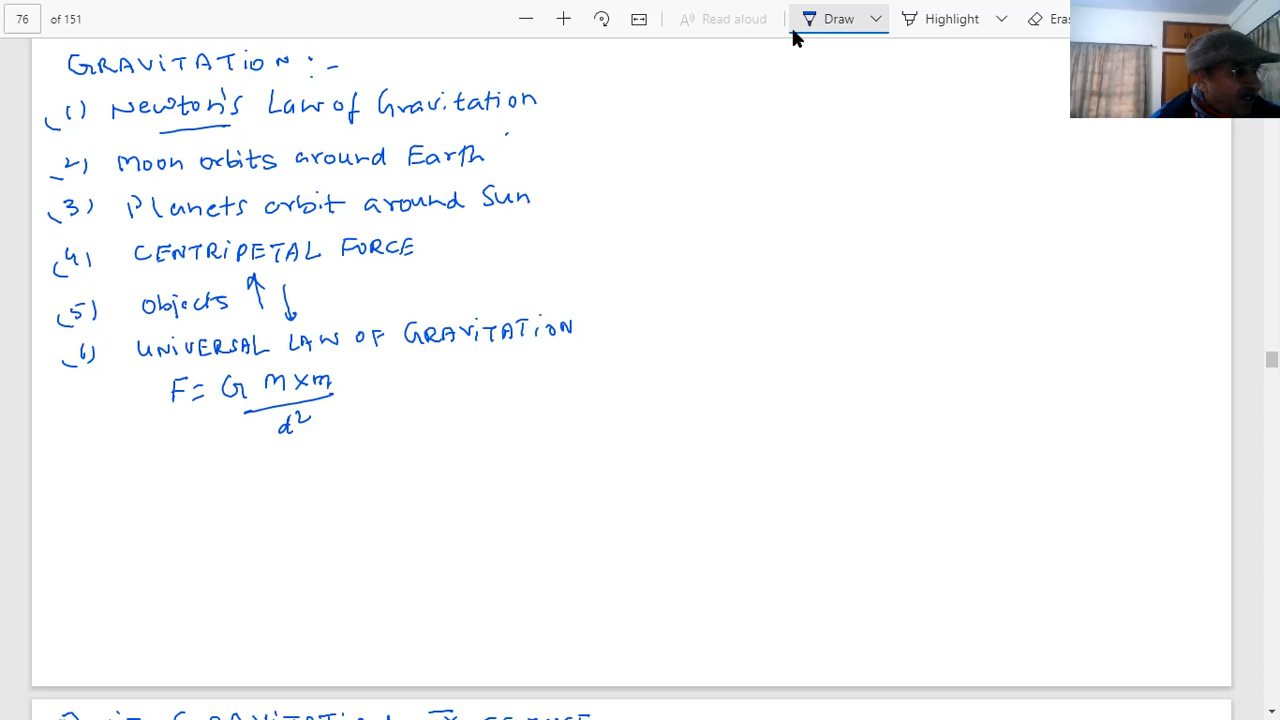 76 of 151 Read aloud Draw Highlight Eras
GRAVITATION :-
(1) Newton's Law of Gravitation
(2) Moon orbits around Earth
(3) Planets orbit around Sun
(4) CENTRIPETAL FORCE
(5) Objects ↑ ↓
(6) UNIVERSAL LAW OF GRAVITATION
F = G M × m / d²